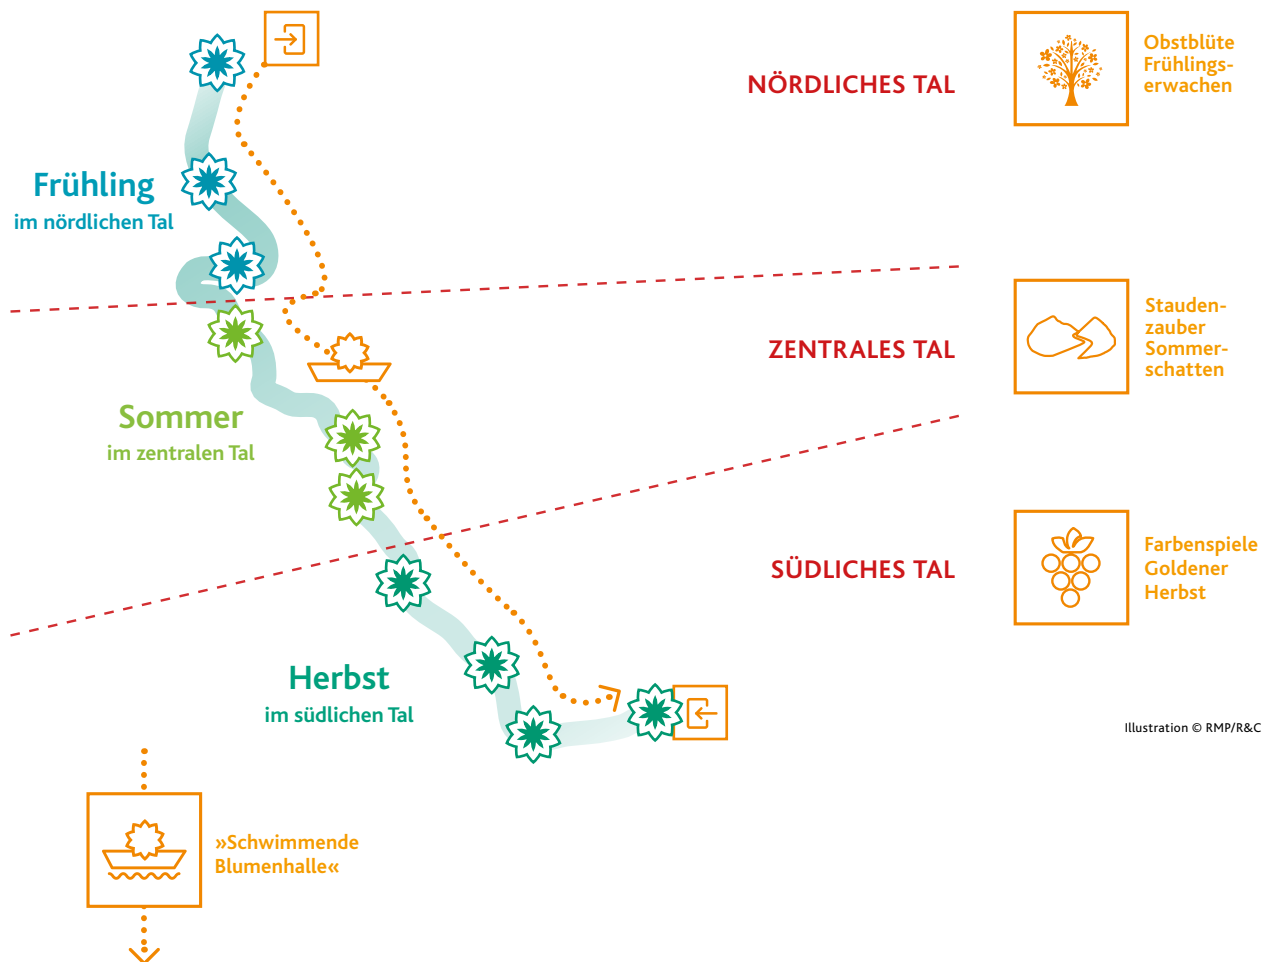 NÖRDLICHES TAL
Obstblüte
Frühlings-
erwachen
Frühling
im nördlichen Tal
ZENTRALES TAL
Stauden-
zauber
Sommer-
schatten
Sommer
im zentralen Tal
SÜDLICHES TAL
Farbenspiele
Goldener
Herbst
Herbst
im südlichen Tal
Illustration © RMP/R&C
»Schwimmende
Blumenhalle«